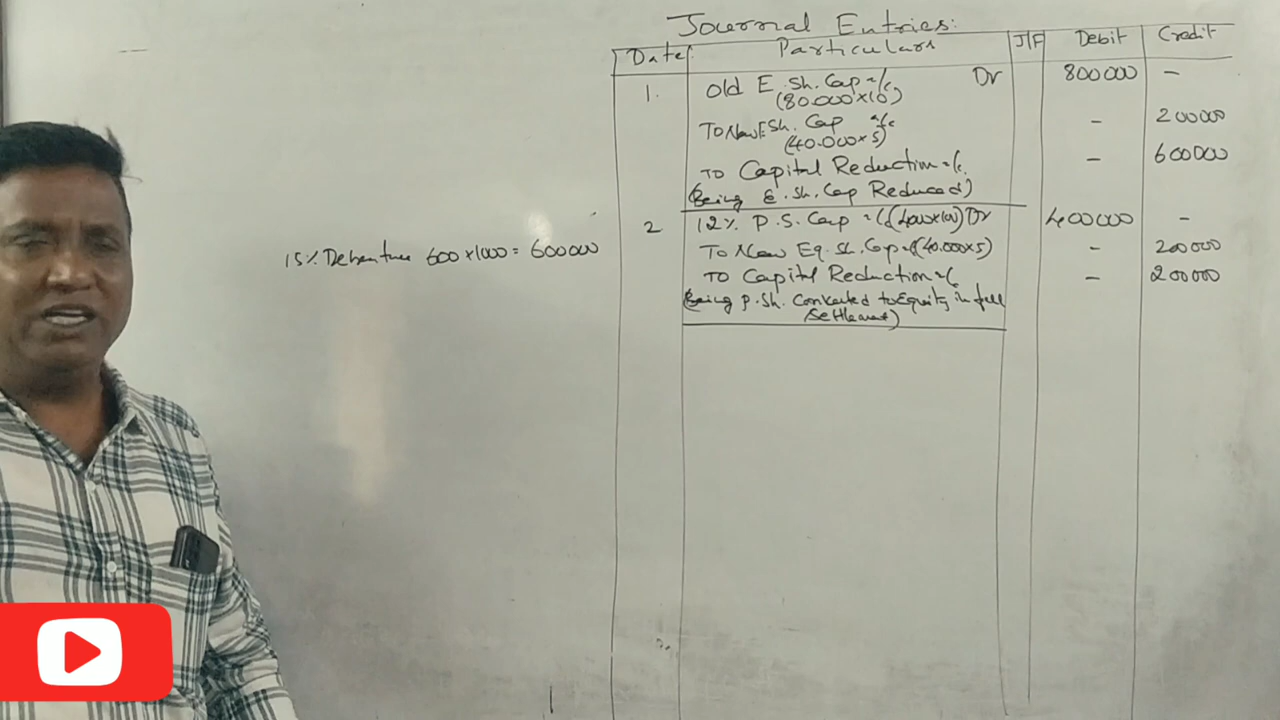 Journal Entries:
Date Particulars J/F Debit Credit
1. Old E. Sh. Cap a/c Dr 800000 -
(80.000×10)
To New E Sh. Cap a/c - 200000
(40.000×5)
To Capital Reduction a/c - 600000
(Being E. Sh. Cap Reduced)
2 12% P.S. Cap a/c (4000×100) Dr 400000 -
To New Eq. Sh. Cap a/c (40.000×5) - 200000
15% Debenture 600×1000 = 600000
To Capital Reduction a/c - 200000
(Being P. Sh. Converted to Equity in full
Settlement)